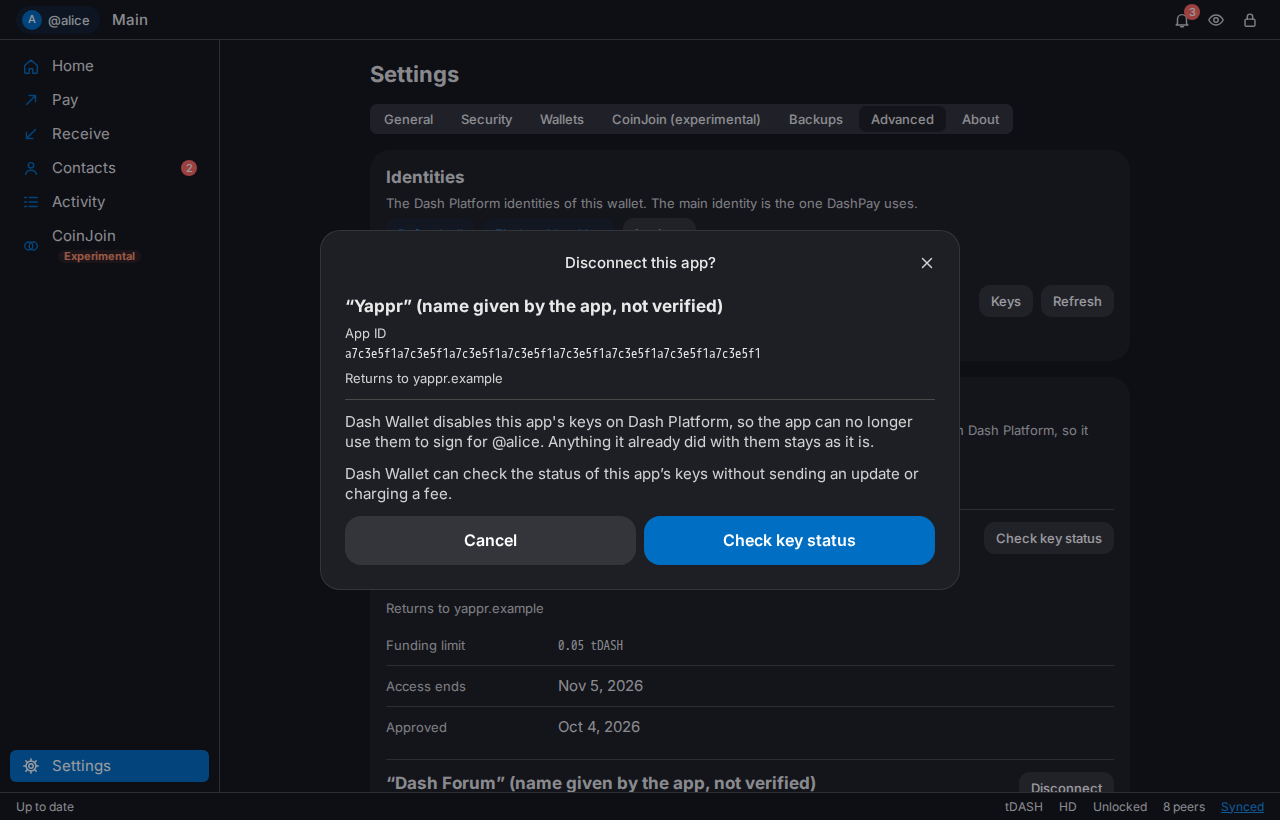 A @alice Main 3
Home
Pay
Receive
Contacts 2
Activity
CoinJoin
Experimental
Settings
Settings
General Security Wallets CoinJoin (experimental) Backups Advanced About
Identities
The Dash Platform identities of this wallet. The main identity is the one DashPay uses.
Keys Refresh
Disconnect this app?
“Yappr” (name given by the app, not verified)
App ID
a7c3e5f1a7c3e5f1a7c3e5f1a7c3e5f1a7c3e5f1a7c3e5f1a7c3e5f1a7c3e5f1
Returns to yappr.example
Dash Wallet disables this app's keys on Dash Platform, so the app can no longer
use them to sign for @alice. Anything it already did with them stays as it is.
Dash Wallet can check the status of this app’s keys without sending an update or
charging a fee.
Cancel Check key status
Dash Platform, so it
Check key status
Returns to yappr.example
Funding limit 0.05 tDASH
Access ends Nov 5, 2026
Approved Oct 4, 2026
“Dash Forum” (name given by the app, not verified) Disconnect
Up to date tDASH HD Unlocked 8 peers Synced